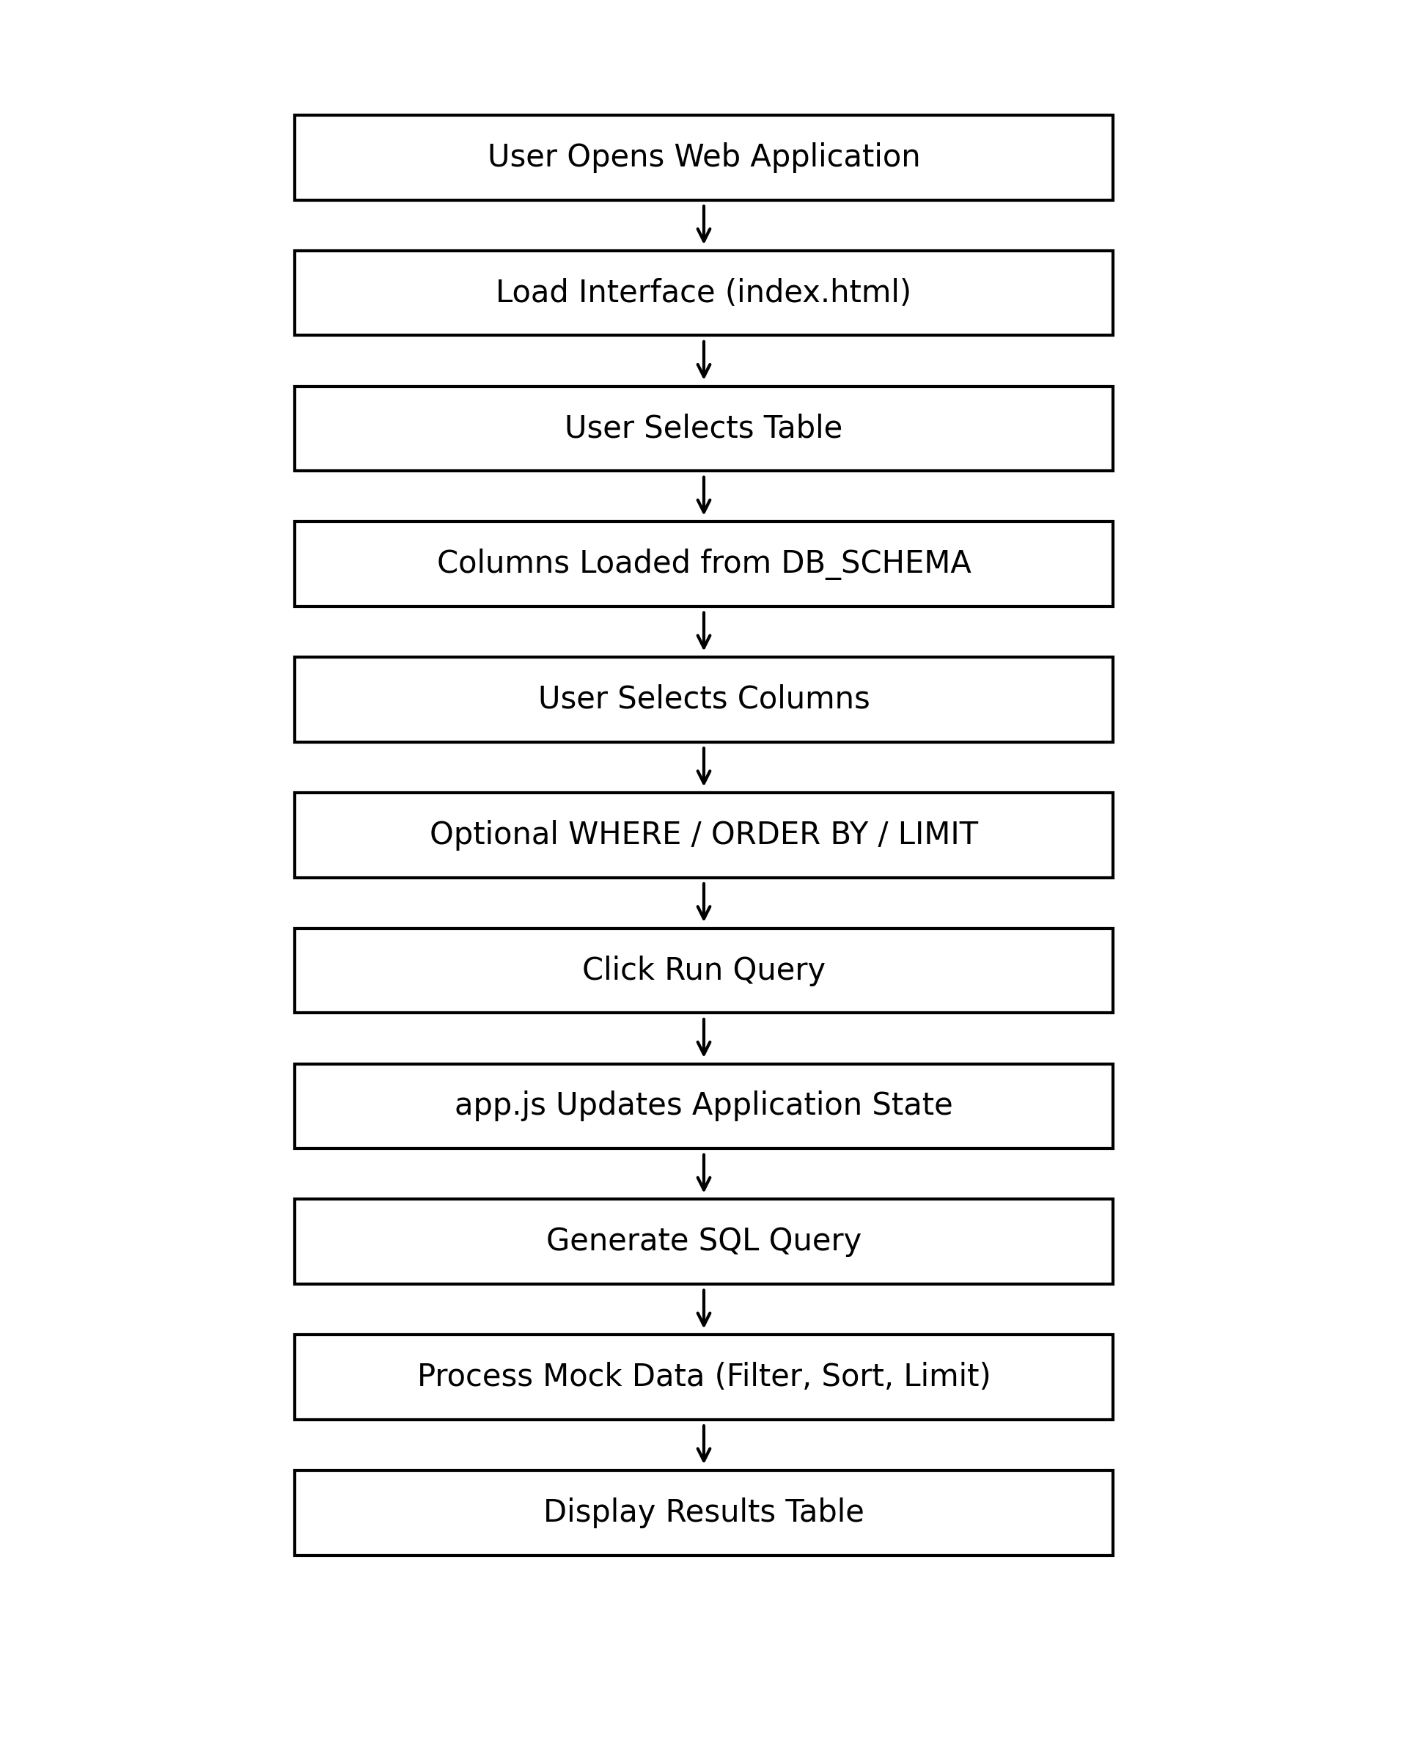 User Opens Web Application
Load Interface (index.html)
User Selects Table
Columns Loaded from DB_SCHEMA
User Selects Columns
Optional WHERE / ORDER BY / LIMIT
Click Run Query
app.js Updates Application State
Generate SQL Query
Process Mock Data (Filter, Sort, Limit)
Display Results Table